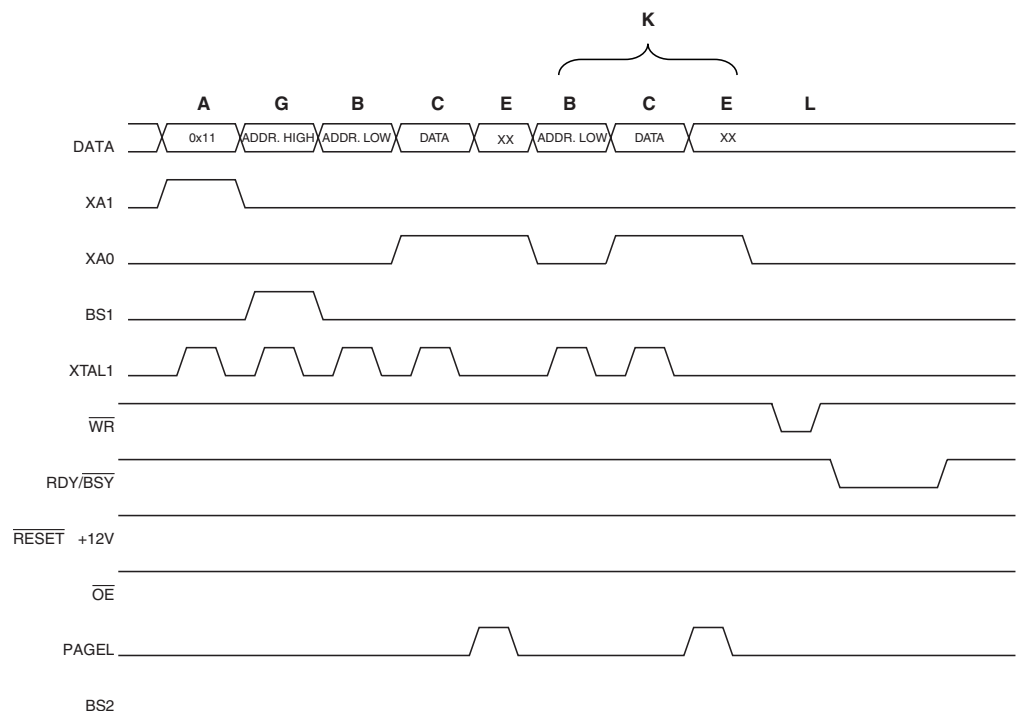 K
A G B C E B C E L
DATA 0x11 ADDR. HIGH ADDR. LOW DATA XX ADDR. LOW DATA XX
XA1
XA0
BS1
XTAL1
WR
RDY/BSY
RESET +12V
OE
PAGEL
BS2